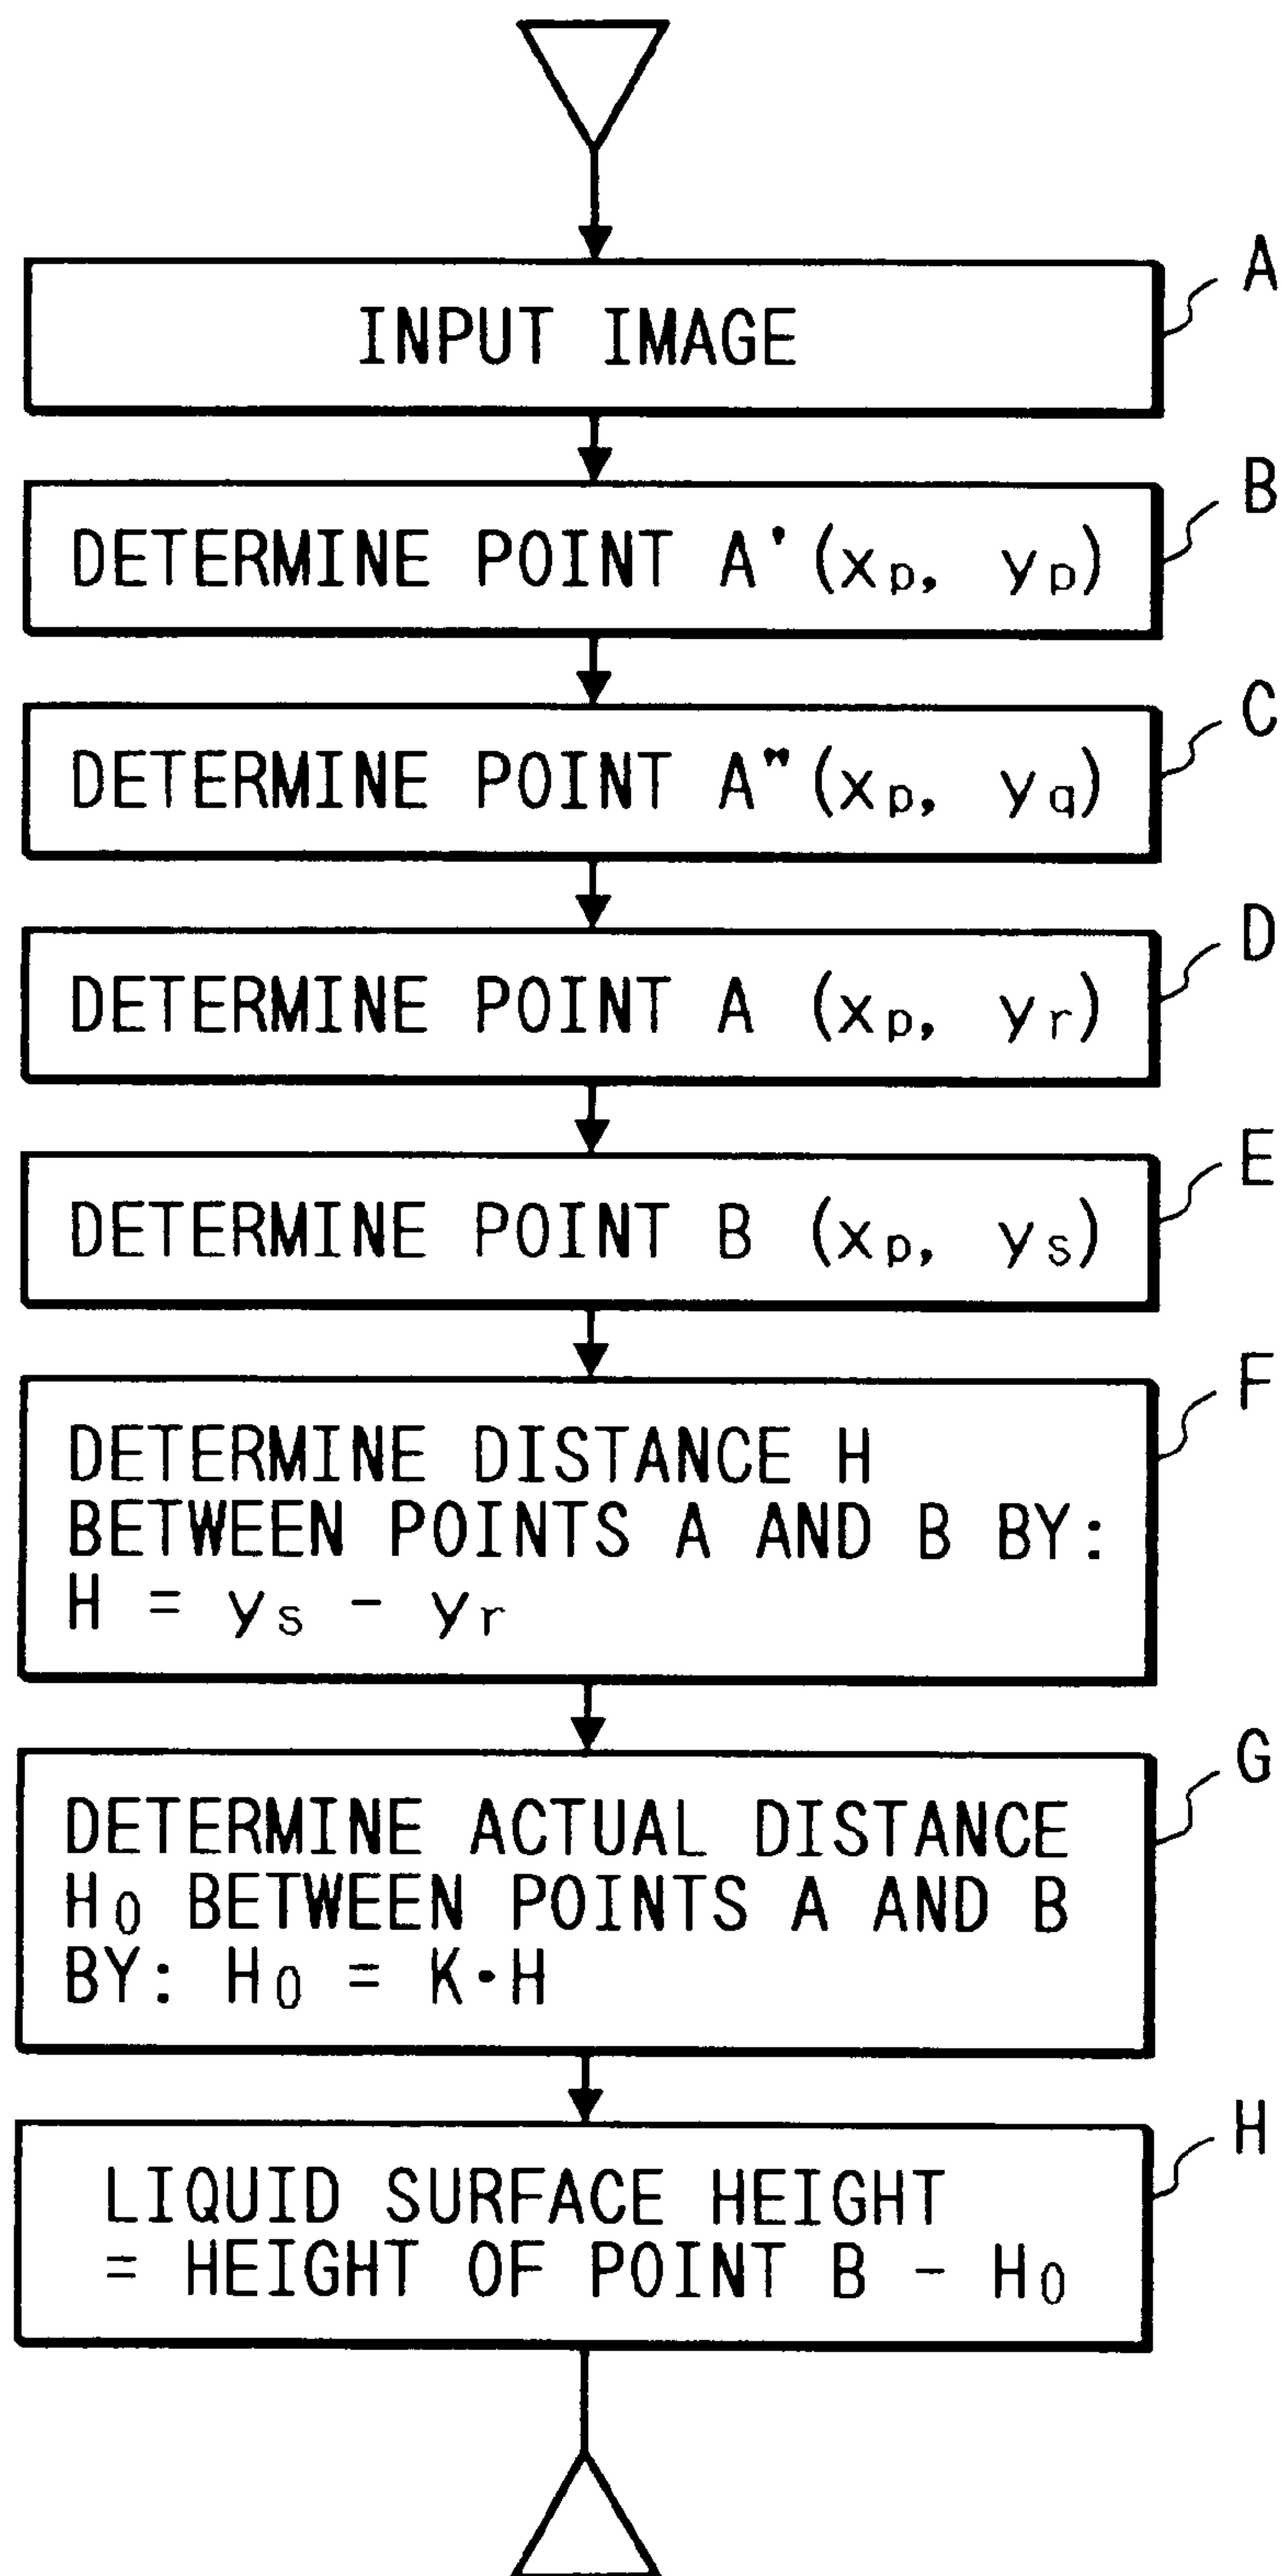 INPUT IMAGE
A
DETERMINE POINT A'(xp, yp)
B
DETERMINE POINT A"(xp, yq)
C
DETERMINE POINT A (xp, yr)
D
DETERMINE POINT B (xp, ys)
E
DETERMINE DISTANCE H
BETWEEN POINTS A AND B BY:
H = ys - yr
F
DETERMINE ACTUAL DISTANCE
H0 BETWEEN POINTS A AND B
BY: H0 = K·H
G
LIQUID SURFACE HEIGHT
= HEIGHT OF POINT B - H0
H